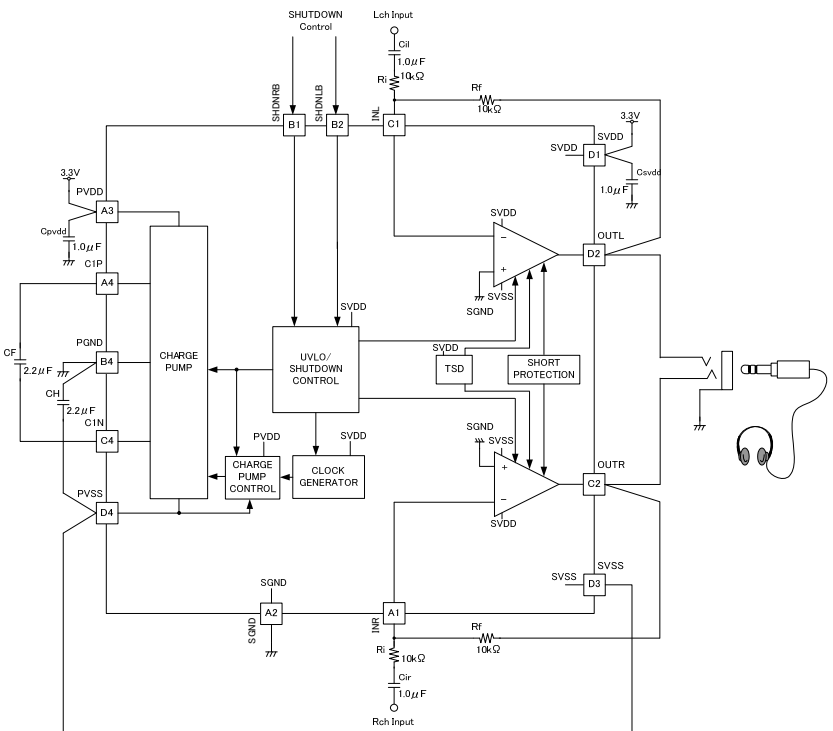 SHUTDOWN
Control
Lch Input
Cil
1.0μF
Ri
10kΩ
Rf
10kΩ
SHDNRB
SHDNLB
INL
B1
B2
C1
3.3V
SVDD
SVDD
D1
Csvdd
1.0μF
3.3V
PVDD
A3
Cpvdd
1.0μF
C1P
A4
SVDD
OUTL
D2
−
+
SVSS
SGND
PGND
B4
CF
2.2μF
CH
2.2μF
C1N
C4
CHARGE
PUMP
SVDD
UVLO/
SHUTDOWN
CONTROL
SVDD
TSD
SHORT
PROTECTION
PVDD
SVDD
CHARGE
PUMP
CONTROL
CLOCK
GENERATOR
SGND
SVSS
+
−
SVDD
OUTR
C2
PVSS
D4
SVSS
SVSS
D3
SGND
SGND
A2
INR
A1
Ri
10kΩ
Rf
10kΩ
Cir
1.0μF
Rch Input